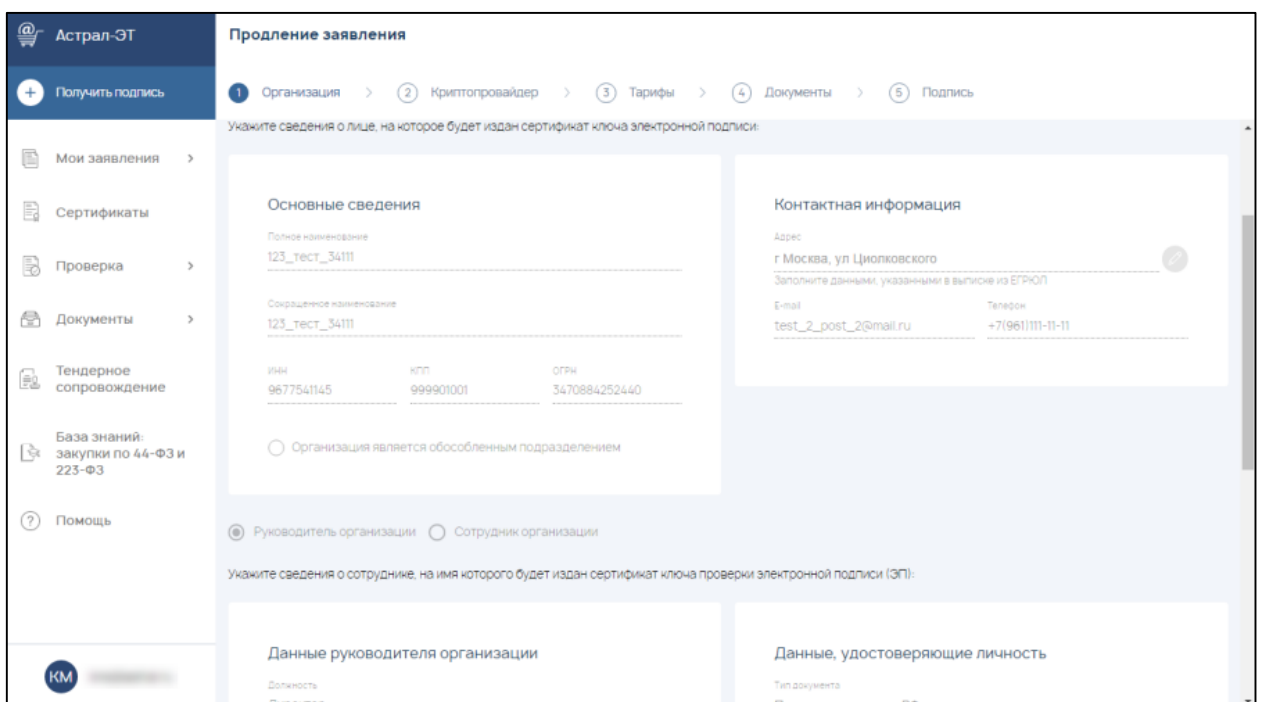 Астрал-ЭТ
Получить подпись
Мои заявления
Сертификаты
Проверка
Документы
Тендерное
сопровождение
База знаний:
закупки по 44-ФЗ и
223-ФЗ
Помощь
КМ
Продление заявления
1 Организация > 2 Криптопровайдер > 3 Тарифы > 4 Документы > 5 Подпись
Укажите сведения о лице, на которое будет издан сертификат ключа электронной подписи:
Основные сведения
Полное наименование
123_тест_34111
Сокращенное наименование
123_тест_34111
ИНН КПП ОГРН
9677541145 999901001 3470884252440
Организация является обособленным подразделением
Контактная информация
Адрес
г Москва, ул Циолковского
Заполните данными, указанными в выписке из ЕГРЮЛ
E-mail Телефон
test_2_post_2@mail.ru +7(961)111-11-11
Руководитель организации Сотрудник организации
Укажите сведения о сотруднике, на имя которого будет издан сертификат ключа проверки электронной подписи (ЭП):
Данные руководителя организации
Должность
Данные, удостоверяющие личность
Тип документа